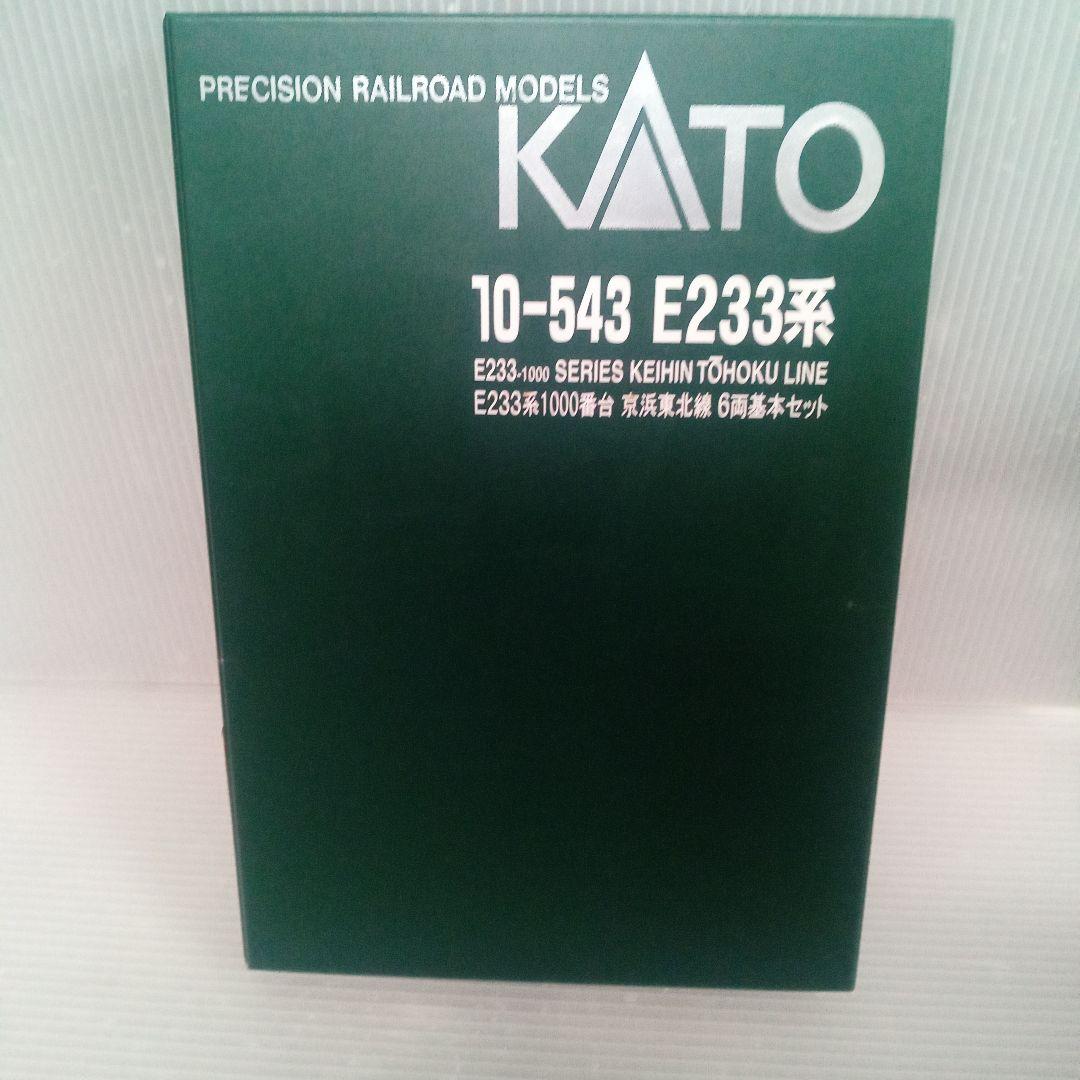 PRECISION RAILROAD MODELS
KATO
10-543 E233系
E233-1000 SERIES KEIHIN TŌHOKU LINE
E233系1000番台 京浜東北線 6両基本セット